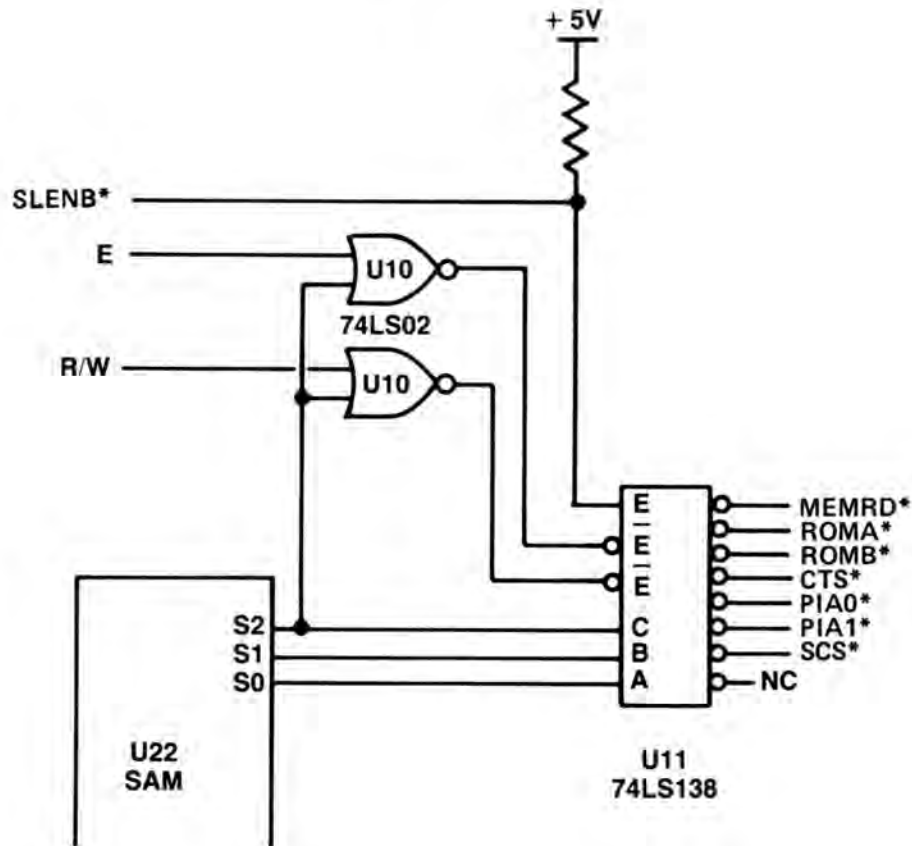 + 5V
SLENB*
E
U10
74LS02
R/W
U10
E
E
E
C
B
A
MEMRD*
ROMA*
ROMB*
CTS*
PIA0*
PIA1*
SCS*
NC
S2
S1
S0
U22
SAM
U11
74LS138